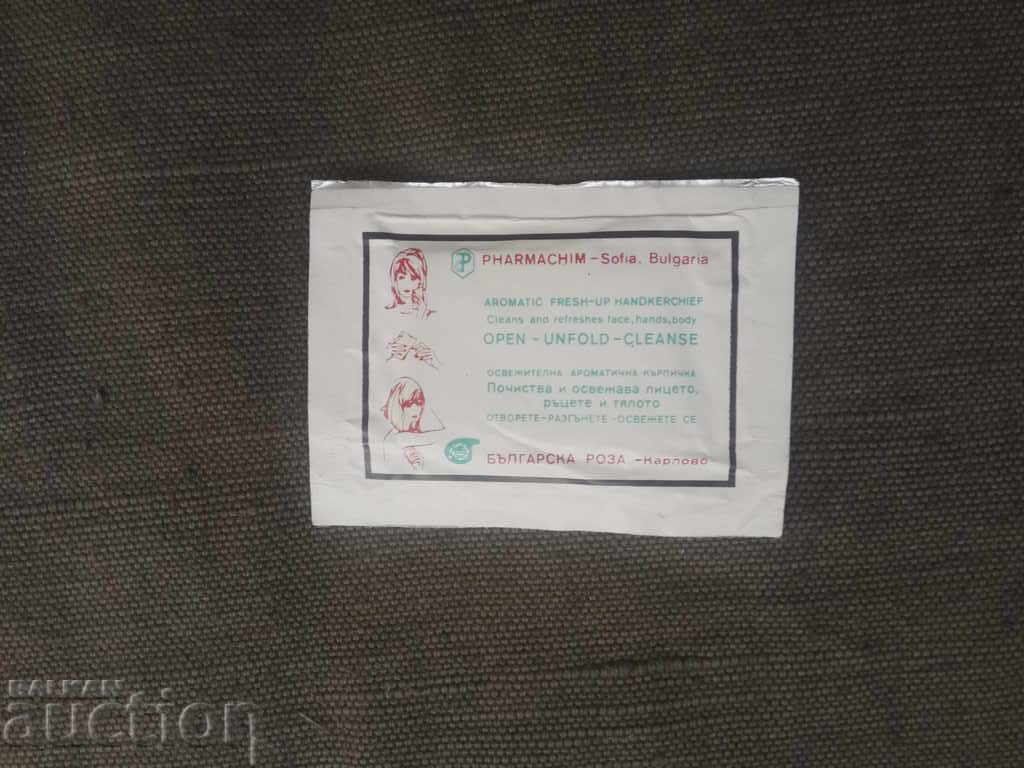 PHARMACHIM – Sofia. Bulgaria
AROMATIC FRESH-UP HANDKERCHIEF
Cleans and refreshes face, hands, body
OPEN – UNFOLD – CLEANSE
ОСВЕЖИТЕЛНА АРОМАТИЧНА КЪРПИЧКА
Почиства и освежава лицето,
ръцете и тялото
ОТВОРЕТЕ – РАЗГЪНЕТЕ - ОСВЕЖЕТЕ СЕ
БЪЛГАРСКА РОЗА – Карлово
BALKAN
auction